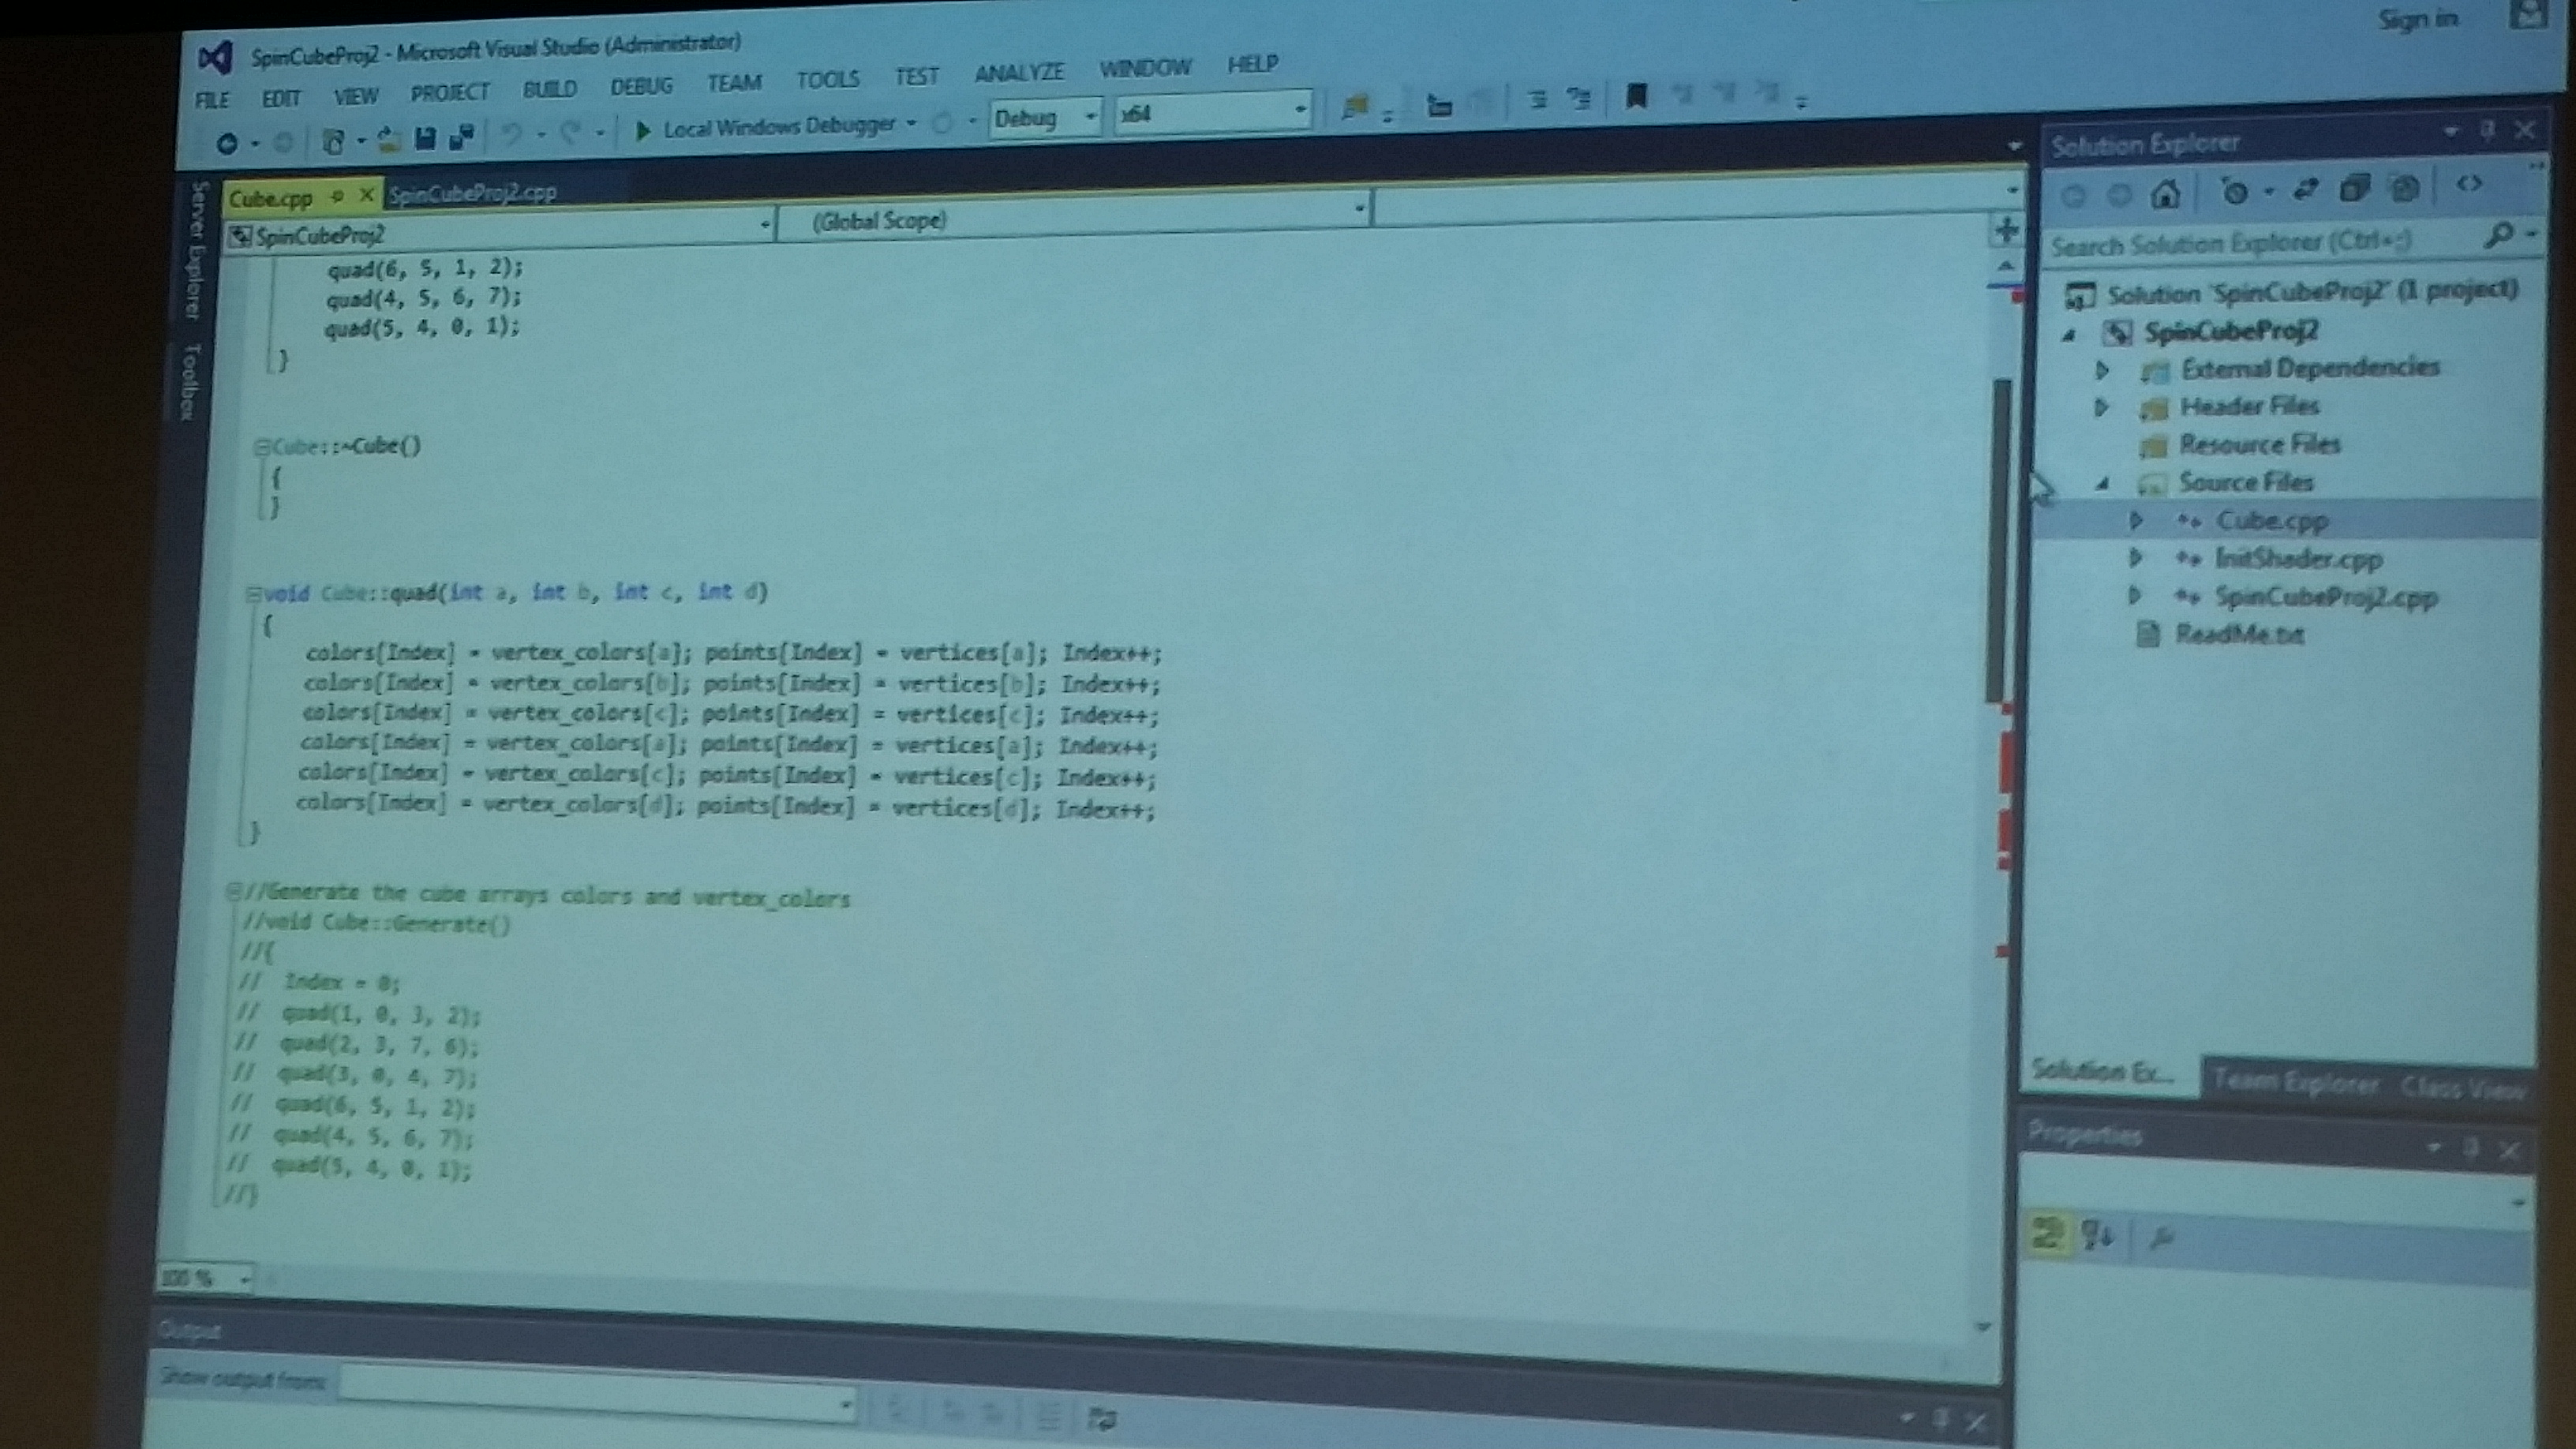 Sign in
SpinCubeProj2 - Microsoft Visual Studio (Administrator)
FILE EDIT VIEW PROJECT BUILD DEBUG TEAM TOOLS TEST ANALYZE WINDOW HELP
Local Windows Debugger Debug x64
Server Explorer
Toolbox
Cube.cpp SpinCubeProj2.cpp
SpinCubeProj2 (Global Scope)
quad(6, 5, 1, 2);
quad(4, 5, 6, 7);
quad(5, 4, 0, 1);
}
Cube::~Cube()
{
}
void Cube::quad(int a, int b, int c, int d)
{
colors[Index] = vertex_colors[a]; points[Index] = vertices[a]; Index++;
colors[Index] = vertex_colors[b]; points[Index] = vertices[b]; Index++;
colors[Index] = vertex_colors[c]; points[Index] = vertices[c]; Index++;
colors[Index] = vertex_colors[a]; points[Index] = vertices[a]; Index++;
colors[Index] = vertex_colors[c]; points[Index] = vertices[c]; Index++;
colors[Index] = vertex_colors[d]; points[Index] = vertices[d]; Index++;
}
//Generate the cube arrays colors and vertex_colors
//void Cube::Generate()
//{
// Index = 0;
// quad(1, 0, 3, 2);
// quad(2, 3, 7, 6);
// quad(3, 0, 4, 7);
// quad(6, 5, 1, 2);
// quad(4, 5, 6, 7);
// quad(5, 4, 0, 1);
//}
100 %
Output
Show output from:
Solution Explorer
Search Solution Explorer (Ctrl+;)
Solution 'SpinCubeProj2' (1 project)
SpinCubeProj2
External Dependencies
Header Files
Resource Files
Source Files
Cube.cpp
InitShader.cpp
SpinCubeProj2.cpp
ReadMe.txt
Solution Ex... Team Explorer Class View
Properties